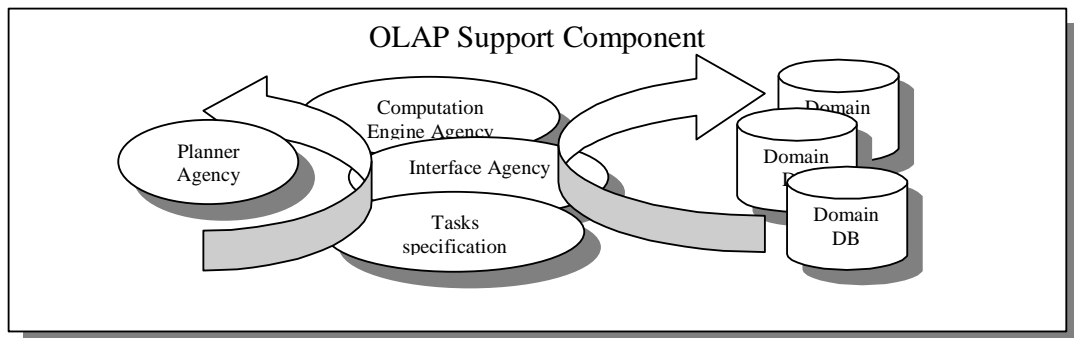 OLAP Support Component
Computation
Engine Agency
Planner
Agency
Interface Agency
Tasks
specification
Domain
Domain
Domain
DB